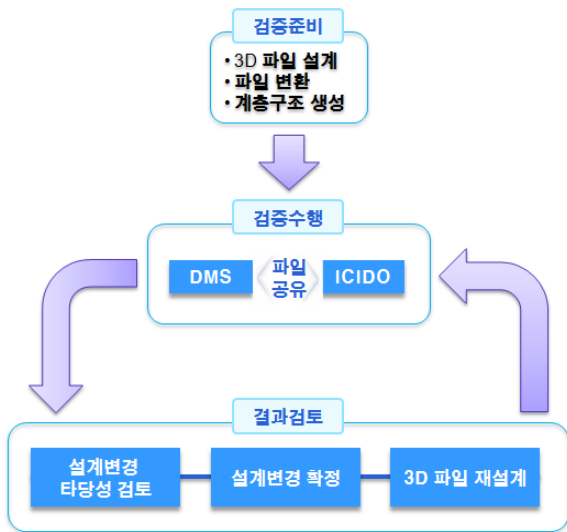 검증준비
• 3D 파일 설계
• 파일 변환
• 계층구조 생성
검증수행
DMS
파일
공유
ICIDO
결과검토
설계변경
타당성 검토
설계변경 확정
3D 파일 재설계